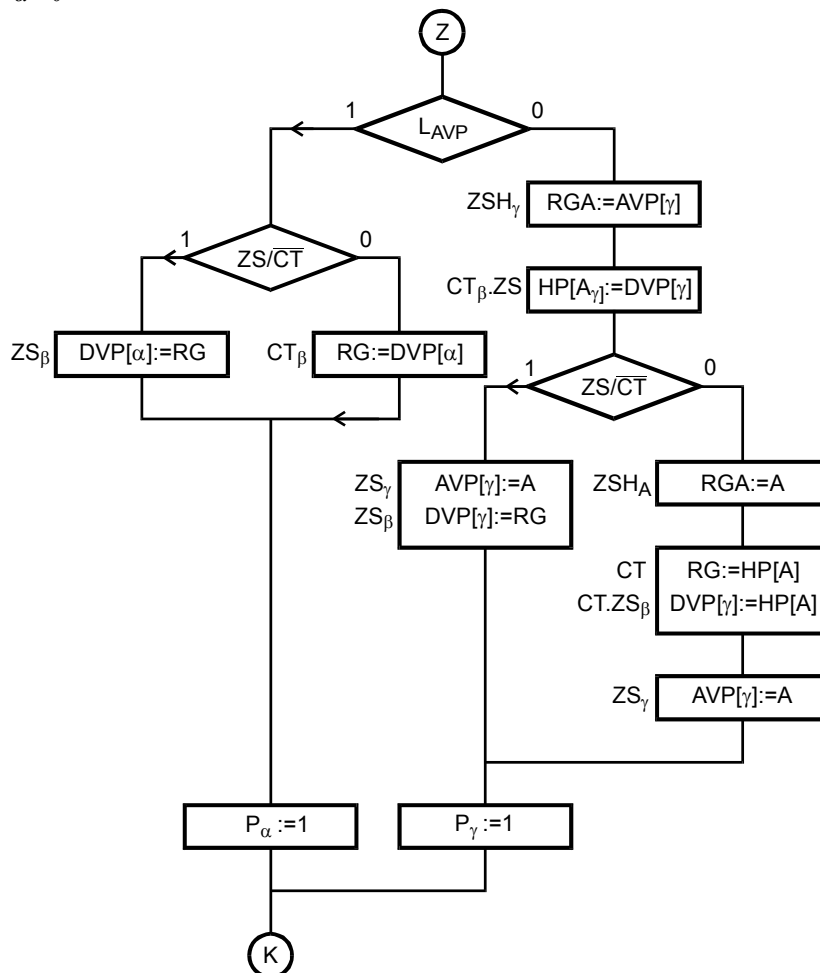 Z
1
L_AVP
0
ZSH_γ
RGA:=AVP[γ]
1
ZS/C̅T̅
0
CT_β.ZS
HP[A_γ]:=DVP[γ]
ZS_β
DVP[α]:=RG
CT_β
RG:=DVP[α]
1
ZS/C̅T̅
0
ZS_γ
AVP[γ]:=A
ZS_β
DVP[γ]:=RG
ZSH_A
RGA:=A
CT
RG:=HP[A]
CT.ZS_β
DVP[γ]:=HP[A]
ZS_γ
AVP[γ]:=A
P_α :=1
P_γ :=1
K